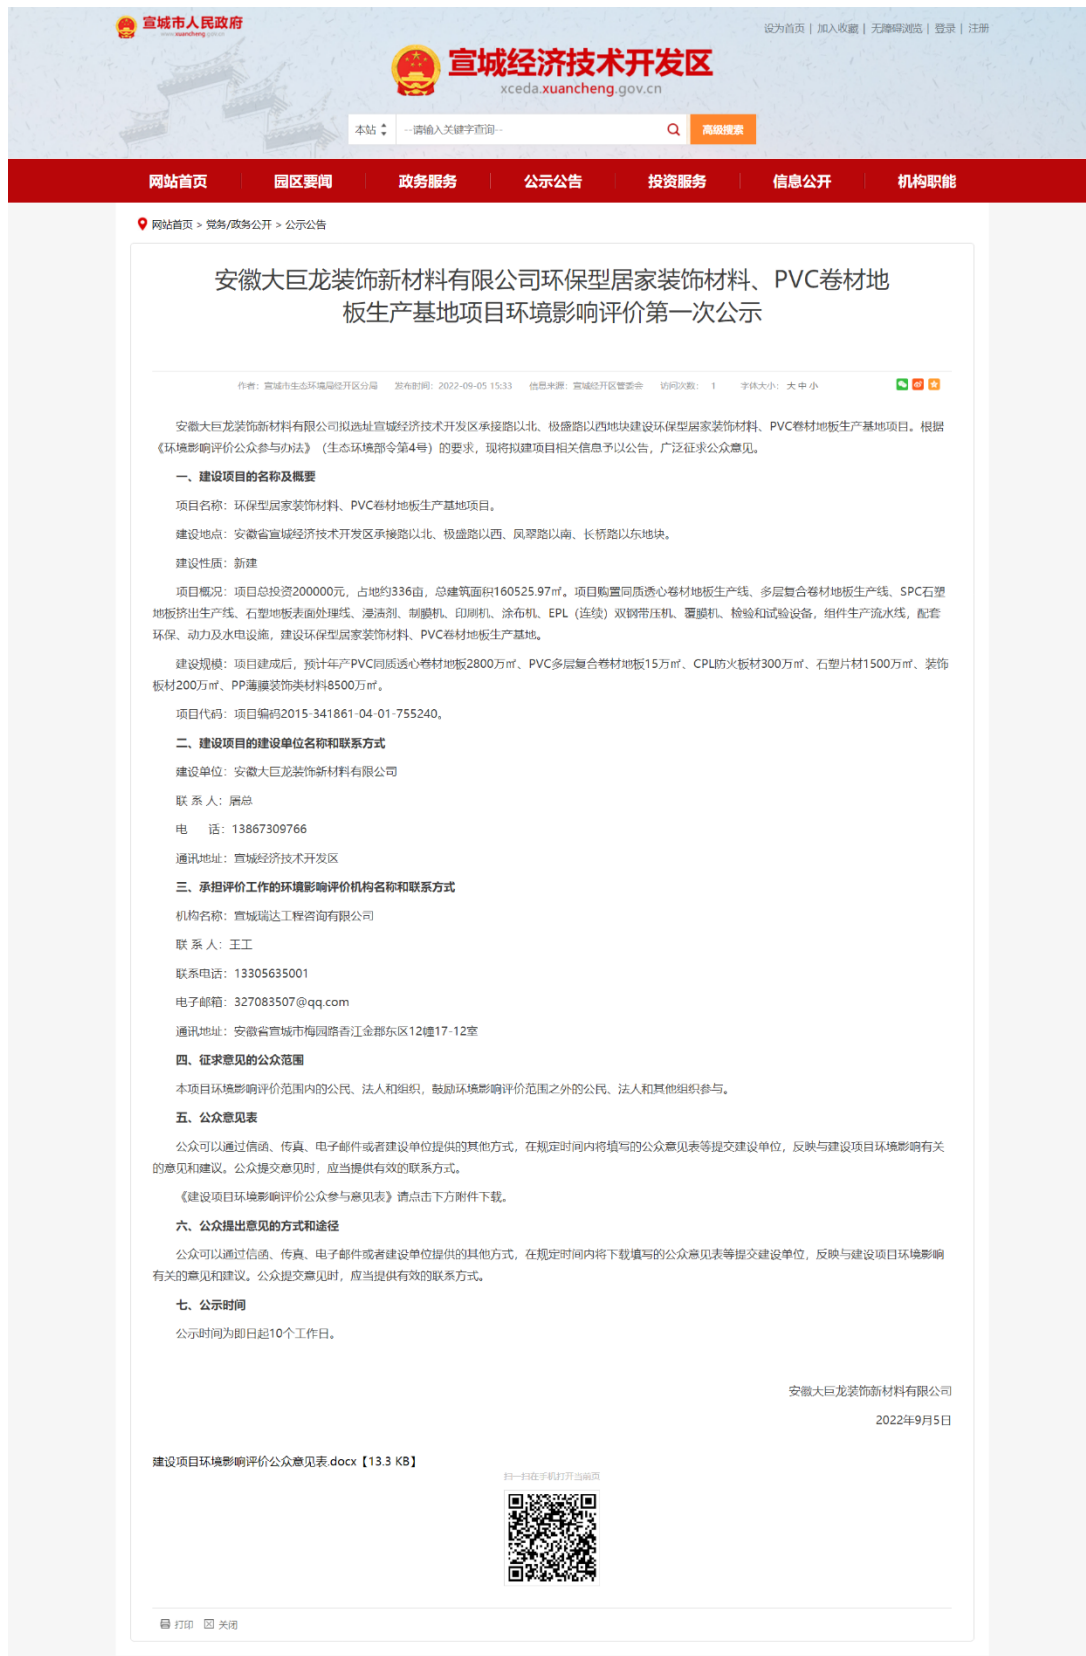 宣城市人民政府
www.xuancheng.gov.cn
设为首页 | 加入收藏 | 无障碍浏览 | 登录 | 注册
宣城经济技术开发区
xceda.xuancheng.gov.cn
本站 --请输入关键字查询-- 高级搜索
网站首页 园区要闻 政务服务 公示公告 投资服务 信息公开 机构职能
网站首页 > 党务/政务公开 > 公示公告
安徽大巨龙装饰新材料有限公司环保型居家装饰材料、PVC卷材地
板生产基地项目环境影响评价第一次公示
作者：宣城市生态环境局经开区分局 发布时间：2022-09-05 15:33 信息来源：宣城经开区管委会 访问次数： 1 字体大小： 大 中 小
安徽大巨龙装饰新材料有限公司拟选址宣城经济技术开发区承接路以北、极盛路以西地块建设环保型居家装饰材料、PVC卷材地板生产基地项目。根据
《环境影响评价公众参与办法》（生态环境部令第4号）的要求，现将拟建项目相关信息予以公告，广泛征求公众意见。
一、建设项目的名称及概要
项目名称：环保型居家装饰材料、PVC卷材地板生产基地项目。
建设地点：安徽省宣城经济技术开发区承接路以北、极盛路以西、凤翠路以南、长桥路以东地块。
建设性质：新建
项目概况：项目总投资200000元，占地约336亩，总建筑面积160525.97㎡。项目购置同质透心卷材地板生产线、多层复合卷材地板生产线、SPC石塑
地板挤出生产线、石塑地板表面处理线、浸渍剂、制膜机、印刷机、涂布机、EPL（连续）双钢带压机、覆膜机、检验和试验设备，组件生产流水线，配套
环保、动力及水电设施，建设环保型居家装饰材料、PVC卷材地板生产基地。
建设规模：项目建成后，预计年产PVC同质透心卷材地板2800万㎡、PVC多层复合卷材地板15万㎡、CPL防火板材300万㎡、石塑片材1500万㎡、装饰
板材200万㎡、PP薄膜装饰类材料8500万㎡。
项目代码：项目编码2015-341861-04-01-755240。
二、建设项目的建设单位名称和联系方式
建设单位：安徽大巨龙装饰新材料有限公司
联 系 人：屠总
电 话：13867309766
通讯地址：宣城经济技术开发区
三、承担评价工作的环境影响评价机构名称和联系方式
机构名称：宣城瑞达工程咨询有限公司
联 系 人：王工
联系电话：13305635001
电子邮箱：327083507@qq.com
通讯地址：安徽省宣城市梅园路香江金郡东区12幢17-12室
四、征求意见的公众范围
本项目环境影响评价范围内的公民、法人和组织，鼓励环境影响评价范围之外的公民、法人和其他组织参与。
五、公众意见表
公众可以通过信函、传真、电子邮件或者建设单位提供的其他方式，在规定时间内将填写的公众意见表等提交建设单位，反映与建设项目环境影响有关
的意见和建议。公众提交意见时，应当提供有效的联系方式。
《建设项目环境影响评价公众参与意见表》请点击下方附件下载。
六、公众提出意见的方式和途径
公众可以通过信函、传真、电子邮件或者建设单位提供的其他方式，在规定时间内将下载填写的公众意见表等提交建设单位，反映与建设项目环境影响
有关的意见和建议。公众提交意见时，应当提供有效的联系方式。
七、公示时间
公示时间为即日起10个工作日。
安徽大巨龙装饰新材料有限公司
2022年9月5日
建设项目环境影响评价公众意见表.docx【13.3 KB】
扫一扫在手机打开当前页
打印 关闭